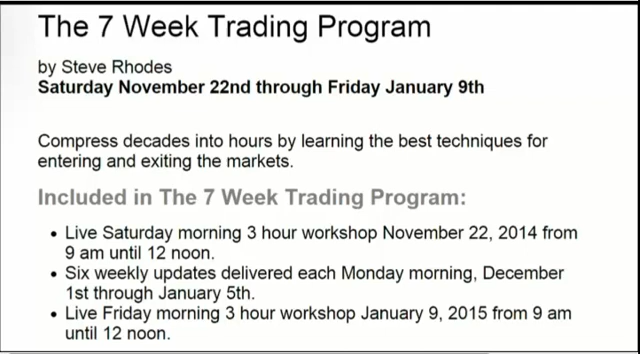 The 7 Week Trading Program
by Steve Rhodes
Saturday November 22nd through Friday January 9th
Compress decades into hours by learning the best techniques for
entering and exiting the markets.
Included in The 7 Week Trading Program:
• Live Saturday morning 3 hour workshop November 22, 2014 from
9 am until 12 noon.
• Six weekly updates delivered each Monday morning, December
1st through January 5th.
• Live Friday morning 3 hour workshop January 9, 2015 from 9 am
until 12 noon.